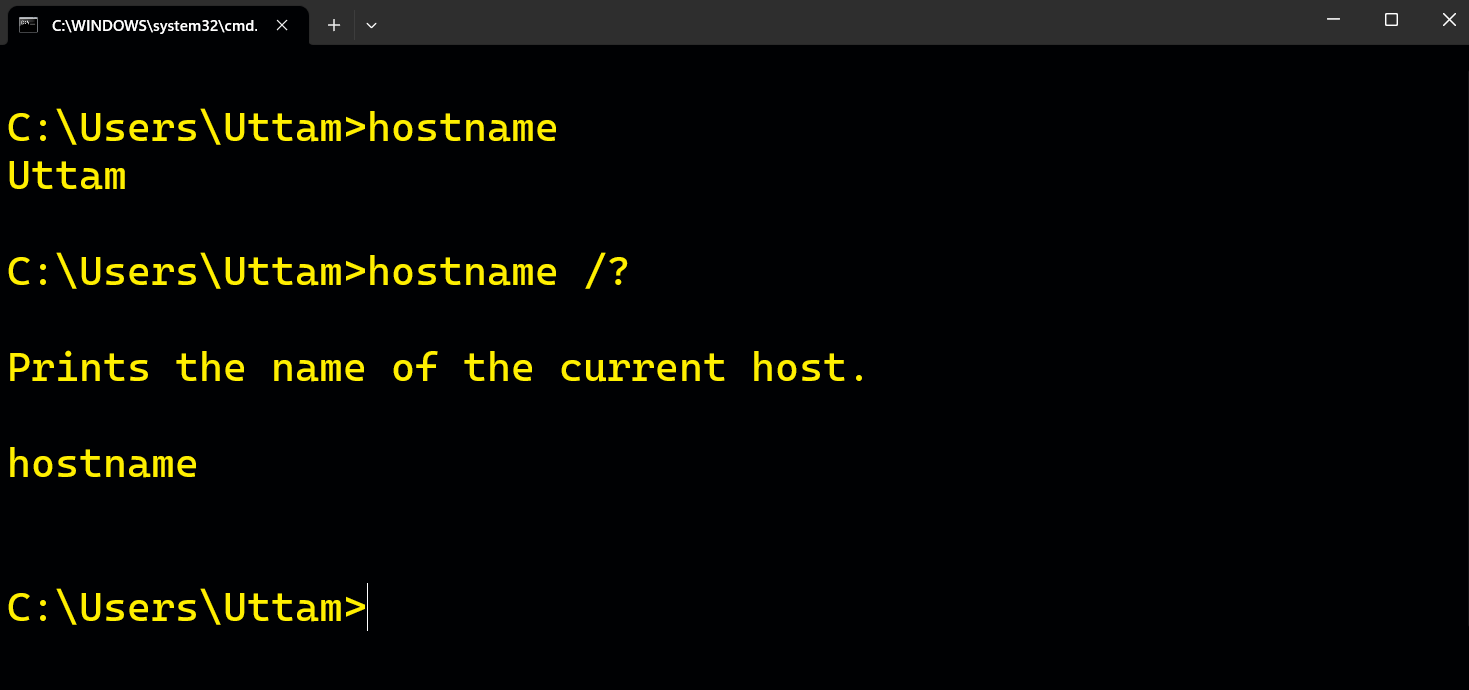 C:\WINDOWS\system32\cmd.
C:\Users\Uttam>hostname
Uttam
C:\Users\Uttam>hostname /?
Prints the name of the current host.
hostname
C:\Users\Uttam>